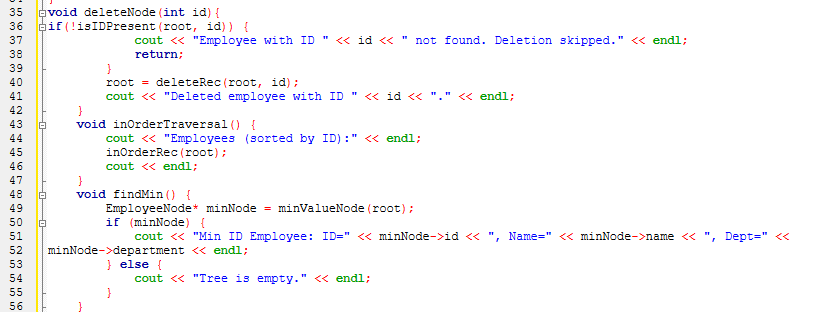 35 void deleteNode(int id){
36 if(!isIDPresent(root, id)) {
37 cout << "Employee with ID " << id << " not found. Deletion skipped." << endl;
38 return;
39 }
40 root = deleteRec(root, id);
41 cout << "Deleted employee with ID " << id << "." << endl;
42 }
43 void inOrderTraversal() {
44 cout << "Employees (sorted by ID):" << endl;
45 inOrderRec(root);
46 cout << endl;
47 }
48 void findMin() {
49 EmployeeNode* minNode = minValueNode(root);
50 if (minNode) {
51 cout << "Min ID Employee: ID=" << minNode->id << ", Name=" << minNode->name << ", Dept=" <<
52 minNode->department << endl;
53 } else {
54 cout << "Tree is empty." << endl;
55 }
56 }